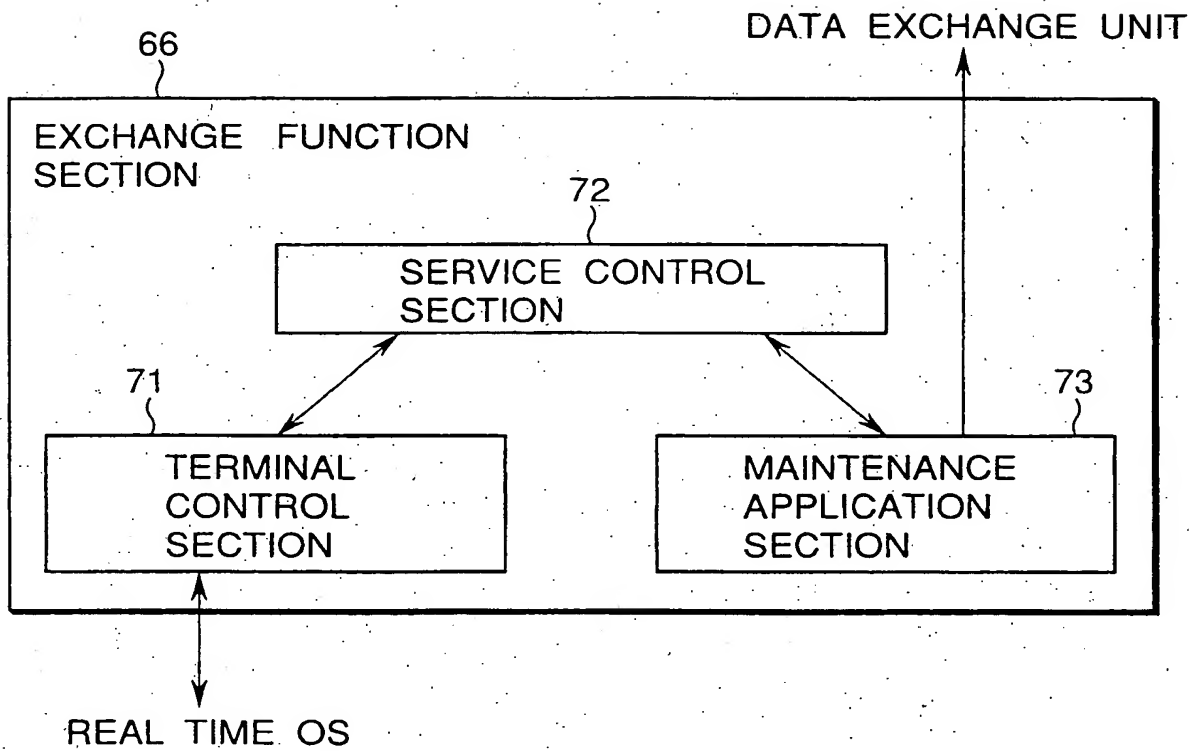 DATA EXCHANGE UNIT
66
EXCHANGE FUNCTION
SECTION
72
SERVICE CONTROL
SECTION
71
TERMINAL
CONTROL
SECTION
73
MAINTENANCE
APPLICATION
SECTION
REAL TIME OS